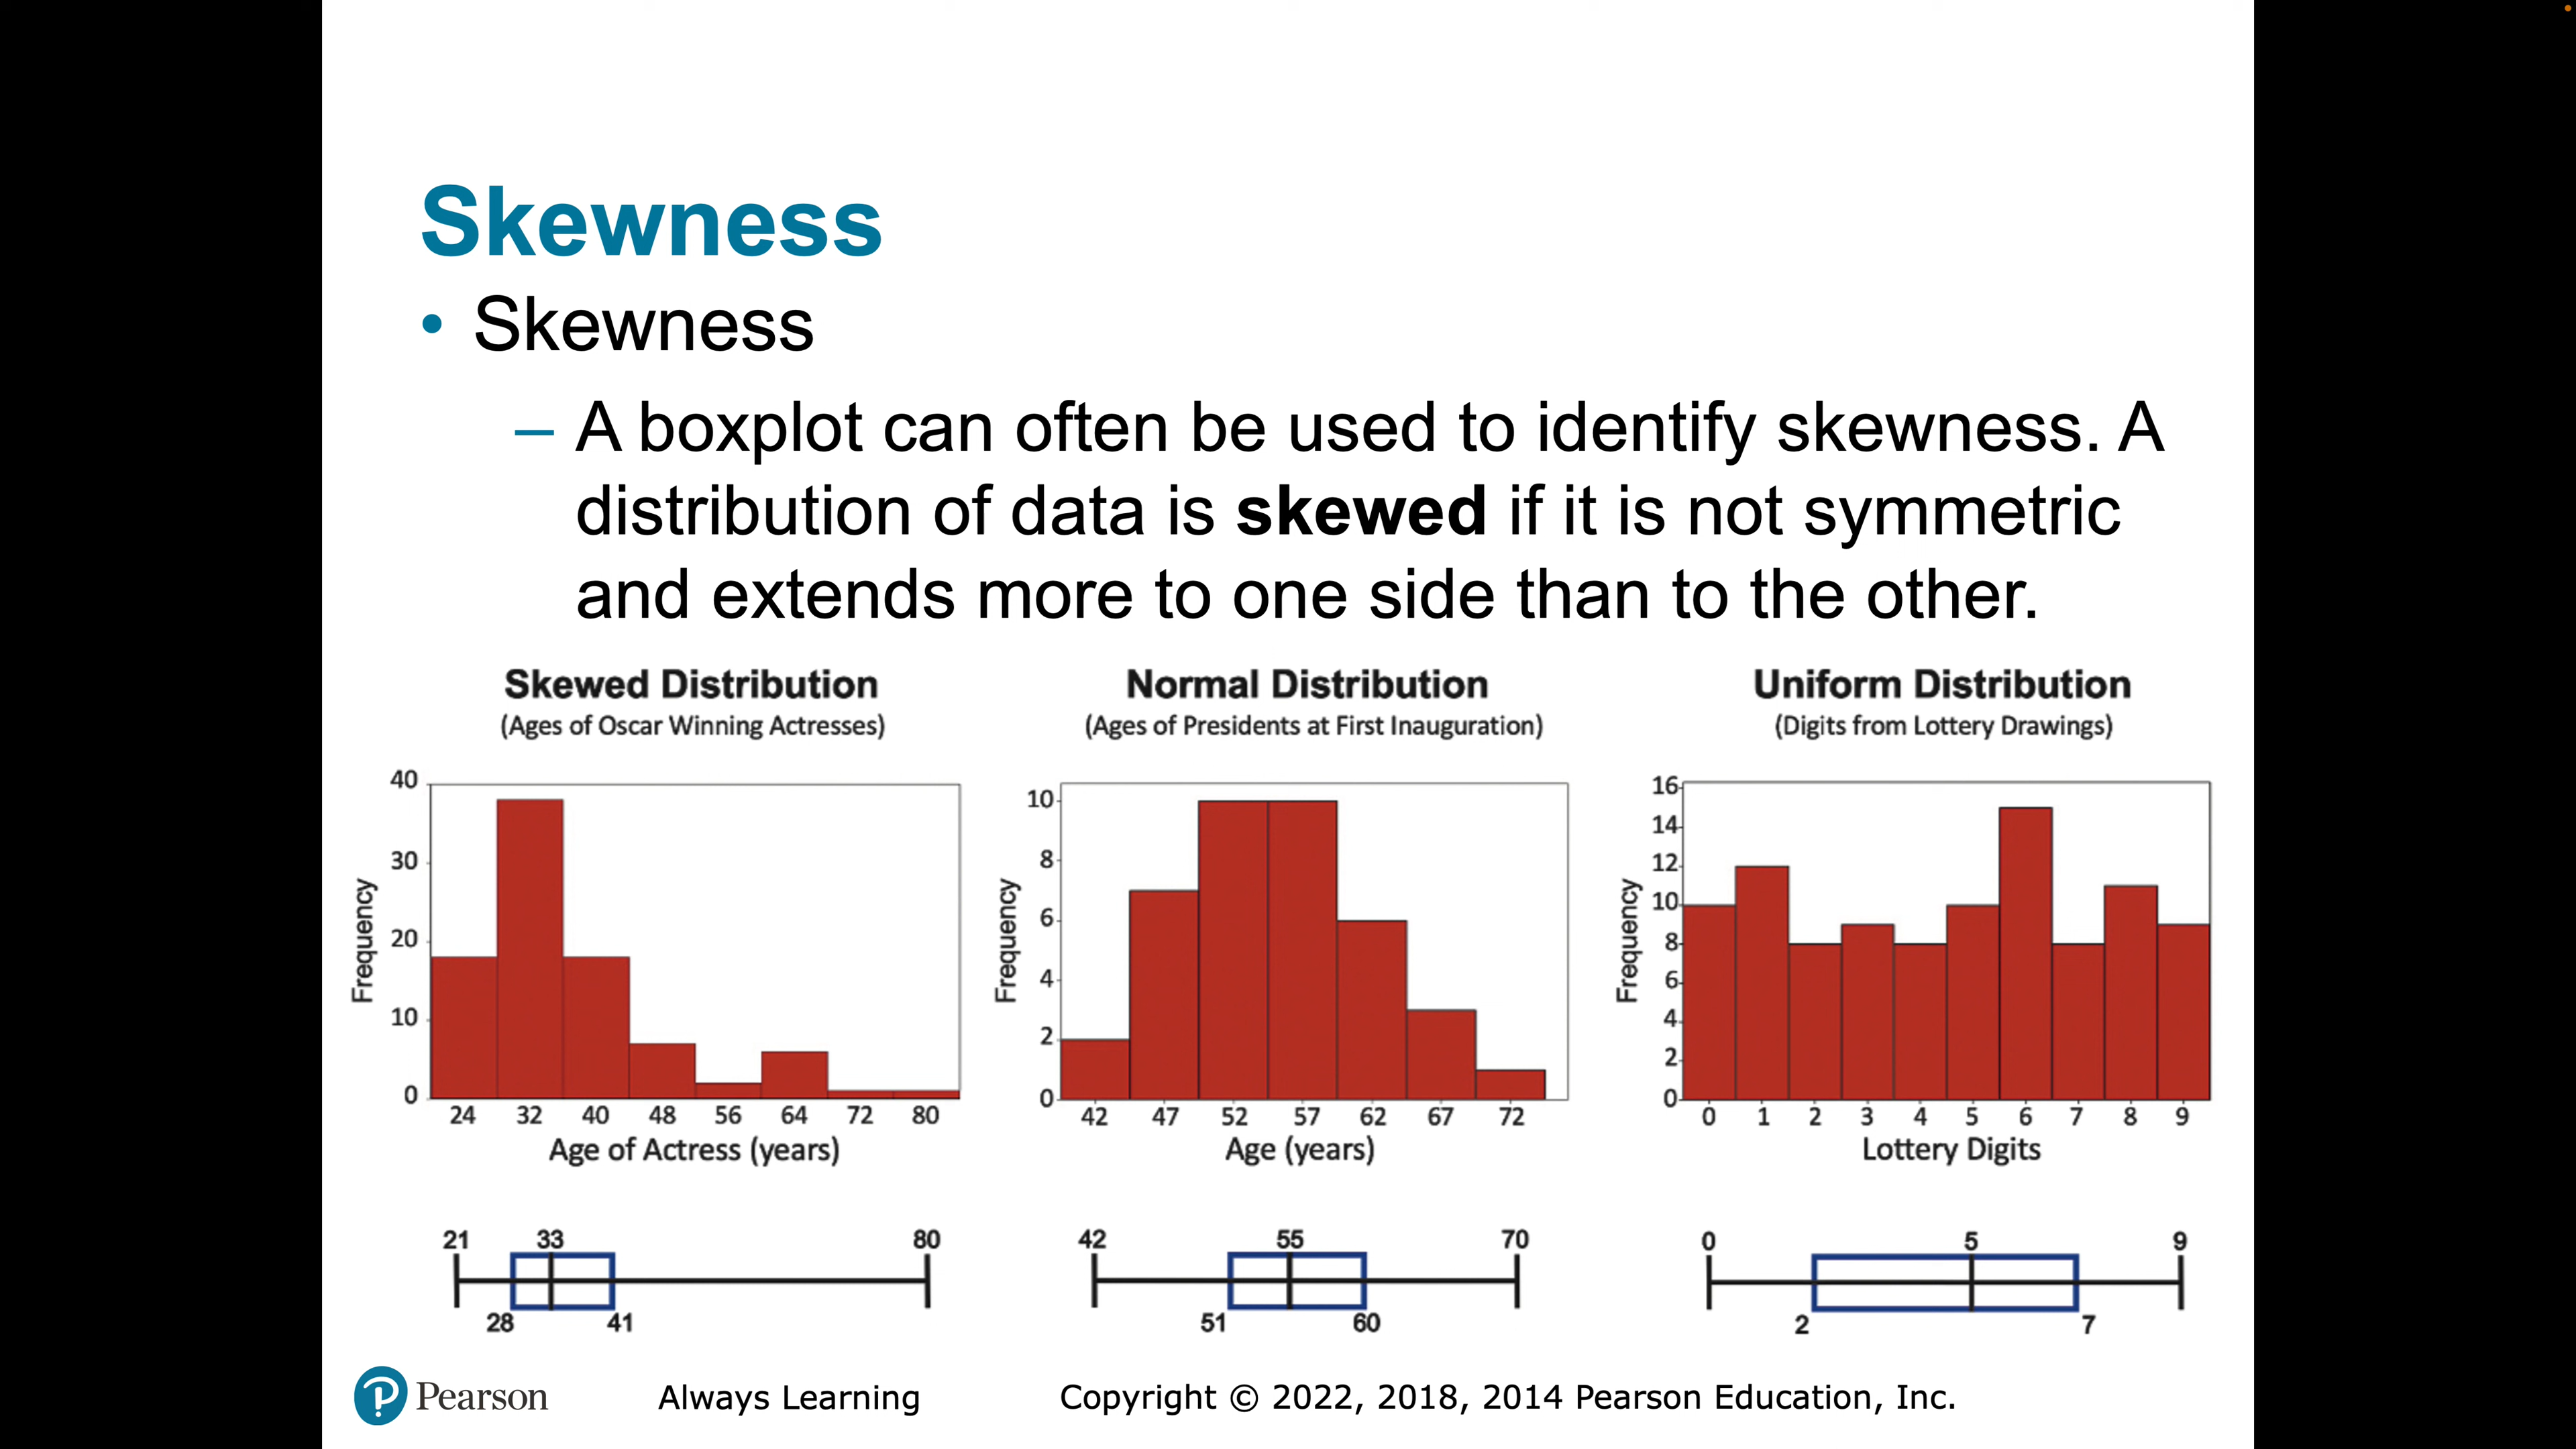 Skewness
• Skewness
– A boxplot can often be used to identify skewness. A
distribution of data is skewed if it is not symmetric
and extends more to one side than to the other.
Skewed Distribution
(Ages of Oscar Winning Actresses)
40
30
20
10
0
Frequency
24 32 40 48 56 64 72 80
Age of Actress (years)
21 33 80
28 41
Normal Distribution
(Ages of Presidents at First Inauguration)
10
8
6
4
2
0
Frequency
42 47 52 57 62 67 72
Age (years)
42 55 70
51 60
Uniform Distribution
(Digits from Lottery Drawings)
16
14
12
10
8
6
4
2
0
Frequency
0 1 2 3 4 5 6 7 8 9
Lottery Digits
0 5 9
2 7
P Pearson
Always Learning
Copyright © 2022, 2018, 2014 Pearson Education, Inc.